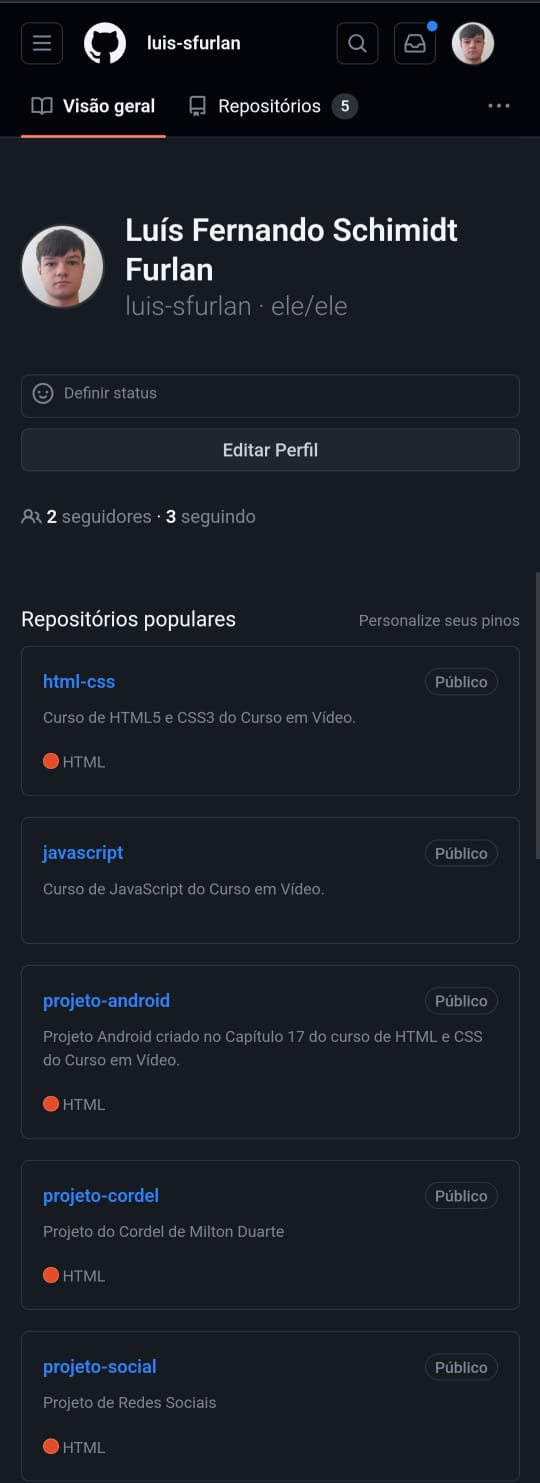 luis-sfurlan
Visão geral
Repositórios 5
Luís Fernando Schimidt
Furlan
luis-sfurlan · ele/ele
Definir status
Editar Perfil
2 seguidores · 3 seguindo
Repositórios populares
Personalize seus pinos
html-css
Público
Curso de HTML5 e CSS3 do Curso em Vídeo.
HTML
javascript
Público
Curso de JavaScript do Curso em Vídeo.
projeto-android
Público
Projeto Android criado no Capítulo 17 do curso de HTML e CSS
do Curso em Vídeo.
HTML
projeto-cordel
Público
Projeto do Cordel de Milton Duarte
HTML
projeto-social
Público
Projeto de Redes Sociais
HTML